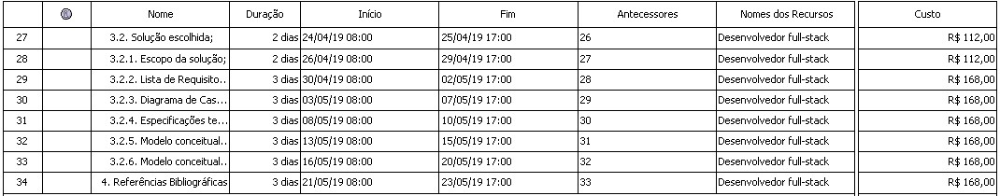 Nome Duração Início Fim Antecessores Nomes dos Recursos Custo
27 3.2. Solução escolhida; 2 dias 24/04/19 08:00 25/04/19 17:00 26 Desenvolvedor full-stack R$ 112,00
28 3.2.1. Escopo da solução; 2 dias 26/04/19 08:00 29/04/19 17:00 27 Desenvolvedor full-stack R$ 112,00
29 3.2.2. Lista de Requisito... 3 dias 30/04/19 08:00 02/05/19 17:00 28 Desenvolvedor full-stack R$ 168,00
30 3.2.3. Diagrama de Cas... 3 dias 03/05/19 08:00 07/05/19 17:00 29 Desenvolvedor full-stack R$ 168,00
31 3.2.4. Especificações te... 3 dias 08/05/19 08:00 10/05/19 17:00 30 Desenvolvedor full-stack R$ 168,00
32 3.2.5. Modelo conceitual... 3 dias 13/05/19 08:00 15/05/19 17:00 31 Desenvolvedor full-stack R$ 168,00
33 3.2.6. Modelo conceitual... 3 dias 16/05/19 08:00 20/05/19 17:00 32 Desenvolvedor full-stack R$ 168,00
34 4. Referências Bibliográficas 3 dias 21/05/19 08:00 23/05/19 17:00 33 Desenvolvedor full-stack R$ 168,00